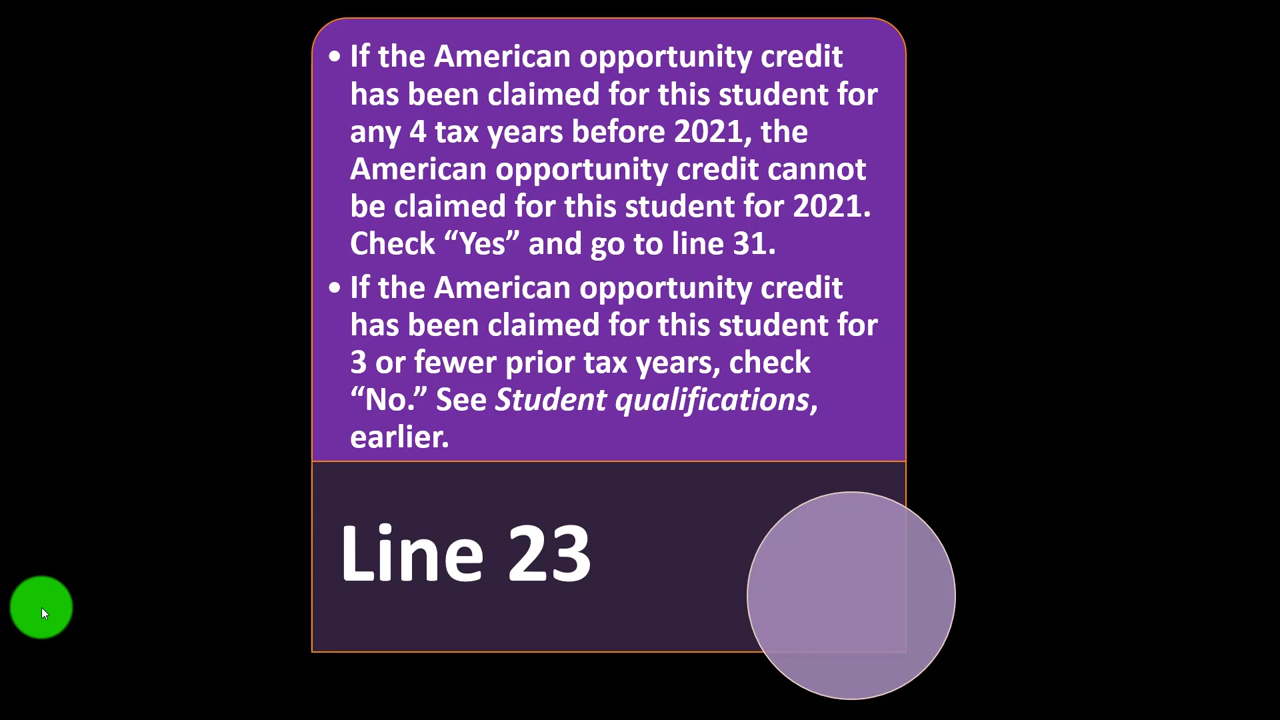 • If the American opportunity credit
has been claimed for this student for
any 4 tax years before 2021, the
American opportunity credit cannot
be claimed for this student for 2021.
Check “Yes” and go to line 31.
• If the American opportunity credit
has been claimed for this student for
3 or fewer prior tax years, check
“No.” See Student qualifications,
earlier.
Line 23